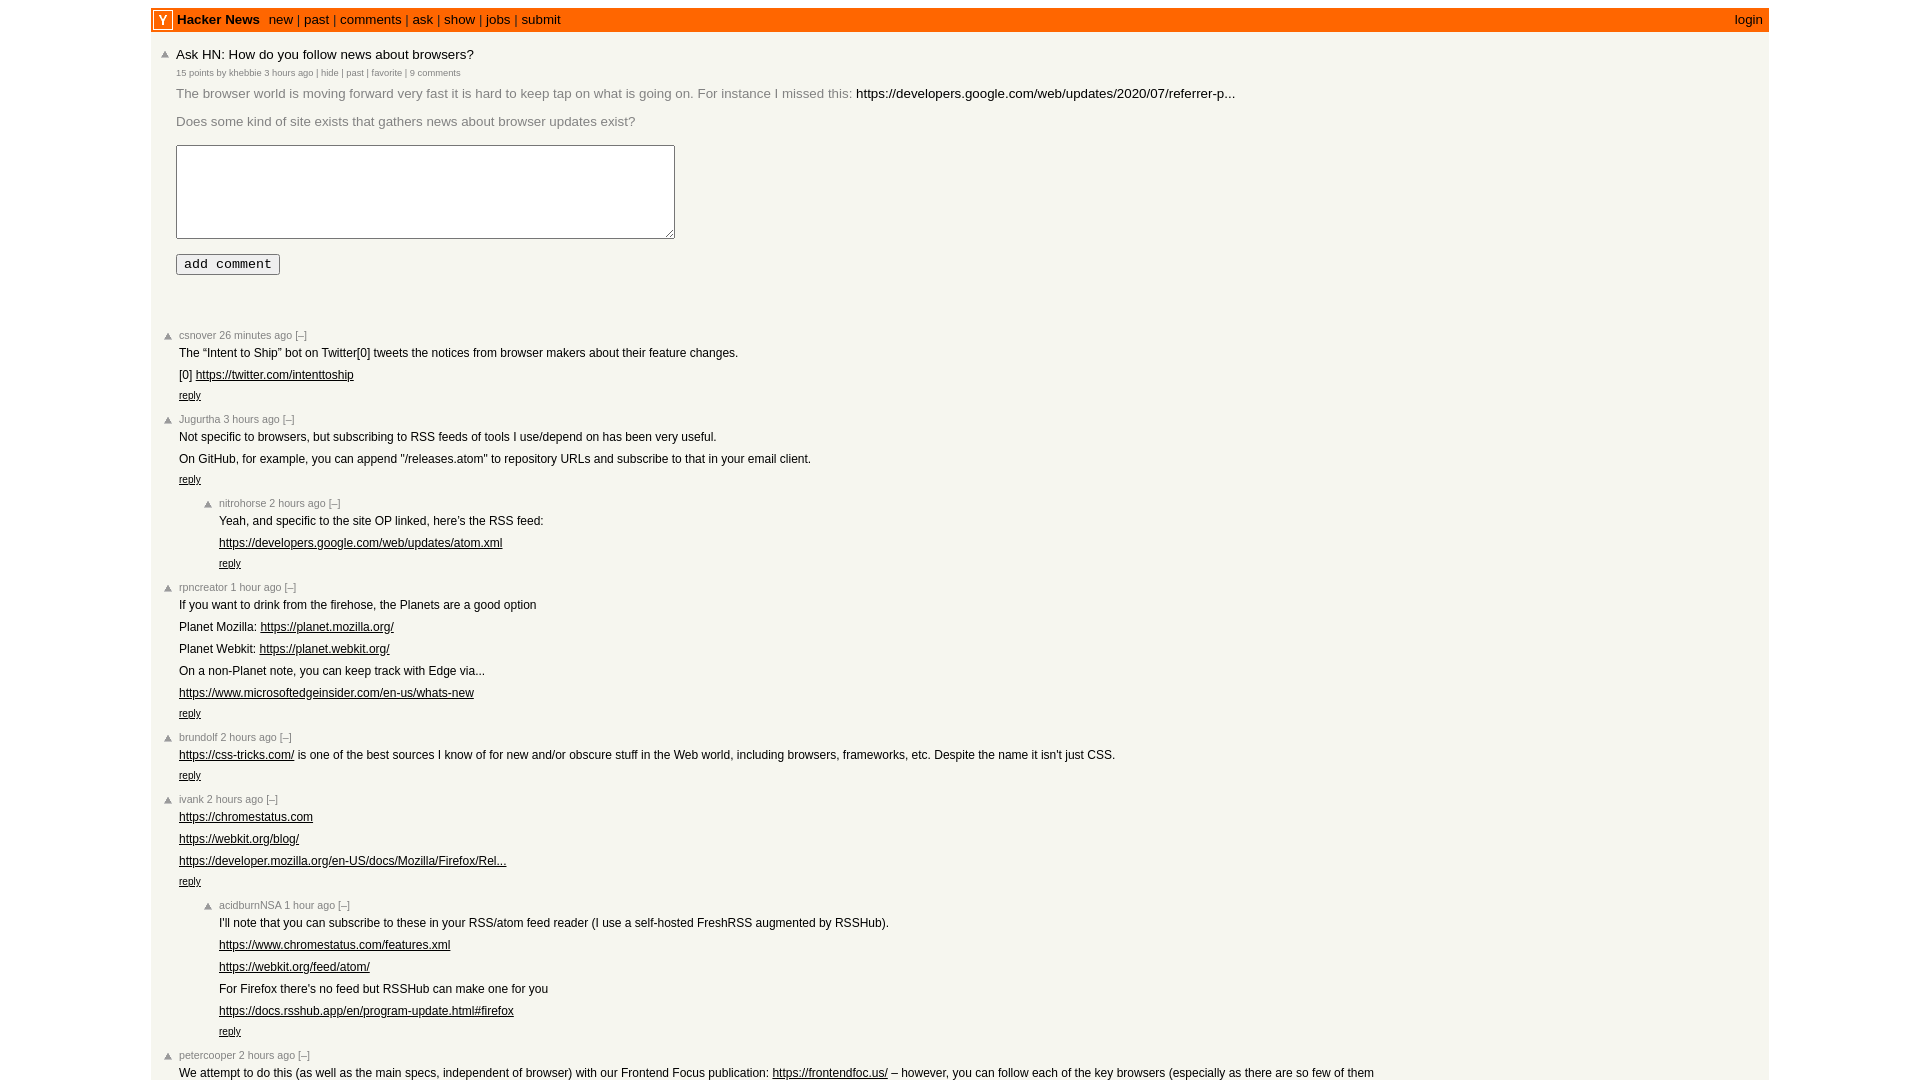 Y Hacker News new | past | comments | ask | show | jobs | submit login
Ask HN: How do you follow news about browsers?
15 points by khebbie 3 hours ago | hide | past | favorite | 9 comments
The browser world is moving forward very fast it is hard to keep tap on what is going on. For instance I missed this: https://developers.google.com/web/updates/2020/07/referrer-p...
Does some kind of site exists that gathers news about browser updates exist?
add comment
csnover 26 minutes ago [–]
The “Intent to Ship” bot on Twitter[0] tweets the notices from browser makers about their feature changes.
[0] https://twitter.com/intenttoship
reply
Jugurtha 3 hours ago [–]
Not specific to browsers, but subscribing to RSS feeds of tools I use/depend on has been very useful.
On GitHub, for example, you can append "/releases.atom" to repository URLs and subscribe to that in your email client.
reply
nitrohorse 2 hours ago [–]
Yeah, and specific to the site OP linked, here’s the RSS feed:
https://developers.google.com/web/updates/atom.xml
reply
rpncreator 1 hour ago [–]
If you want to drink from the firehose, the Planets are a good option
Planet Mozilla: https://planet.mozilla.org/
Planet Webkit: https://planet.webkit.org/
On a non-Planet note, you can keep track with Edge via...
https://www.microsoftedgeinsider.com/en-us/whats-new
reply
brundolf 2 hours ago [–]
https://css-tricks.com/ is one of the best sources I know of for new and/or obscure stuff in the Web world, including browsers, frameworks, etc. Despite the name it isn't just CSS.
reply
ivank 2 hours ago [–]
https://chromestatus.com
https://webkit.org/blog/
https://developer.mozilla.org/en-US/docs/Mozilla/Firefox/Rel...
reply
acidburnNSA 1 hour ago [–]
I'll note that you can subscribe to these in your RSS/atom feed reader (I use a self-hosted FreshRSS augmented by RSSHub).
https://www.chromestatus.com/features.xml
https://webkit.org/feed/atom/
For Firefox there's no feed but RSSHub can make one for you
https://docs.rsshub.app/en/program-update.html#firefox
reply
petercooper 2 hours ago [–]
We attempt to do this (as well as the main specs, independent of browser) with our Frontend Focus publication: https://frontendfoc.us/ – however, you can follow each of the key browsers (especially as there are so few of them